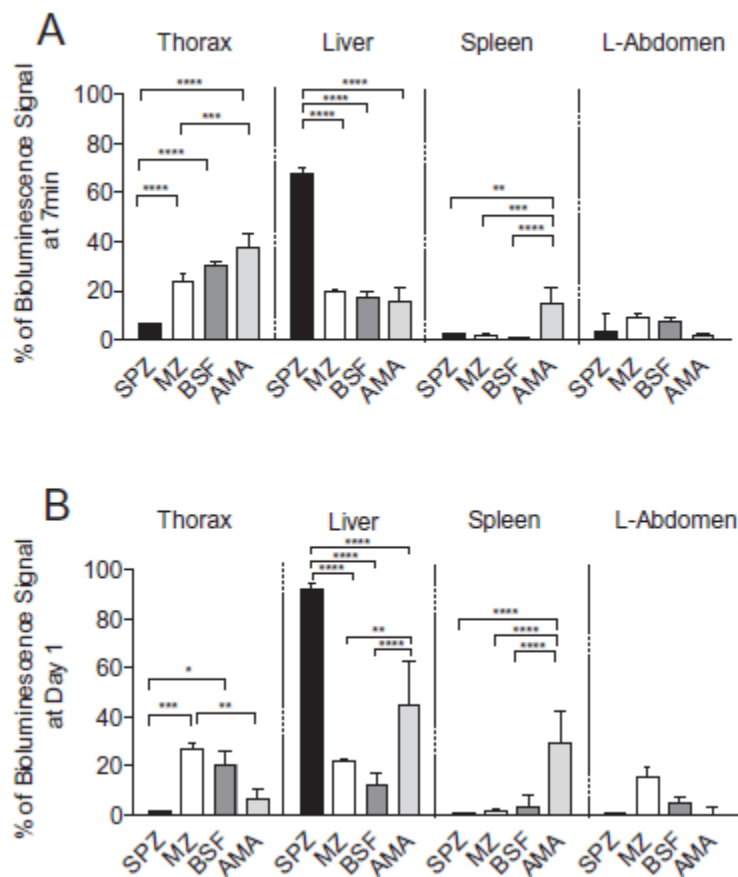 A
Thorax Liver Spleen L-Abdomen
% of Bioluminescence Signal
at 7min
100
80
60
40
20
0
**** *** **** ****
**** **** ****
** *** ****
SPZ MZ BSF AMA SPZ MZ BSF AMA SPZ MZ BSF AMA SPZ MZ BSF AMA
B
Thorax Liver Spleen L-Abdomen
% of Bioluminescence Signal
at Day 1
100
80
60
40
20
0
* *** **
**** **** **** ** ****
**** **** ****
SPZ MZ BSF AMA SPZ MZ BSF AMA SPZ MZ BSF AMA SPZ MZ BSF AMA